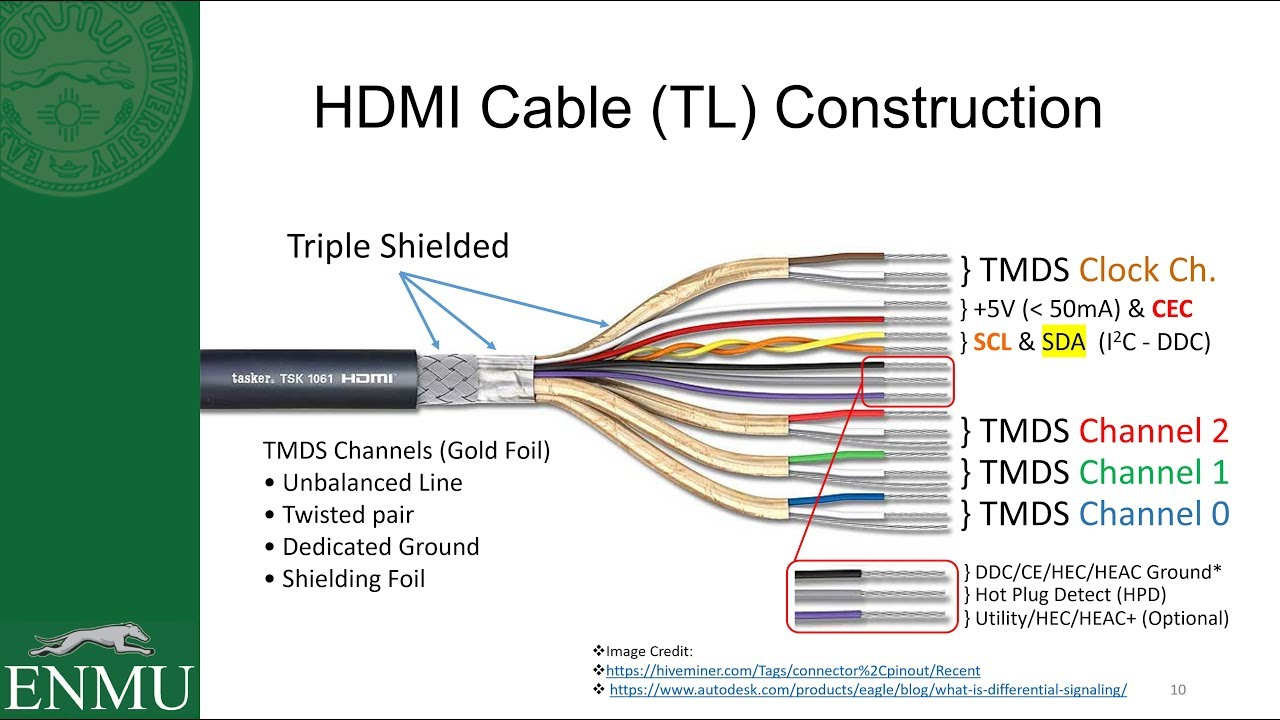 HDMI Cable (TL) Construction
Triple Shielded
} TMDS Clock Ch.
} +5V (< 50mA) & CEC
} SCL & SDA (I²C - DDC)
tasker. TSK 1061 HDMI
TMDS Channels (Gold Foil)
• Unbalanced Line
• Twisted pair
• Dedicated Ground
• Shielding Foil
} TMDS Channel 2
} TMDS Channel 1
} TMDS Channel 0
} DDC/CE/HEC/HEAC Ground*
} Hot Plug Detect (HPD)
} Utility/HEC/HEAC+ (Optional)
❖Image Credit:
❖https://hiveminer.com/Tags/connector%2Cpinout/Recent
❖ https://www.autodesk.com/products/eagle/blog/what-is-differential-signaling/
10
UNIVERSITY
ENMU